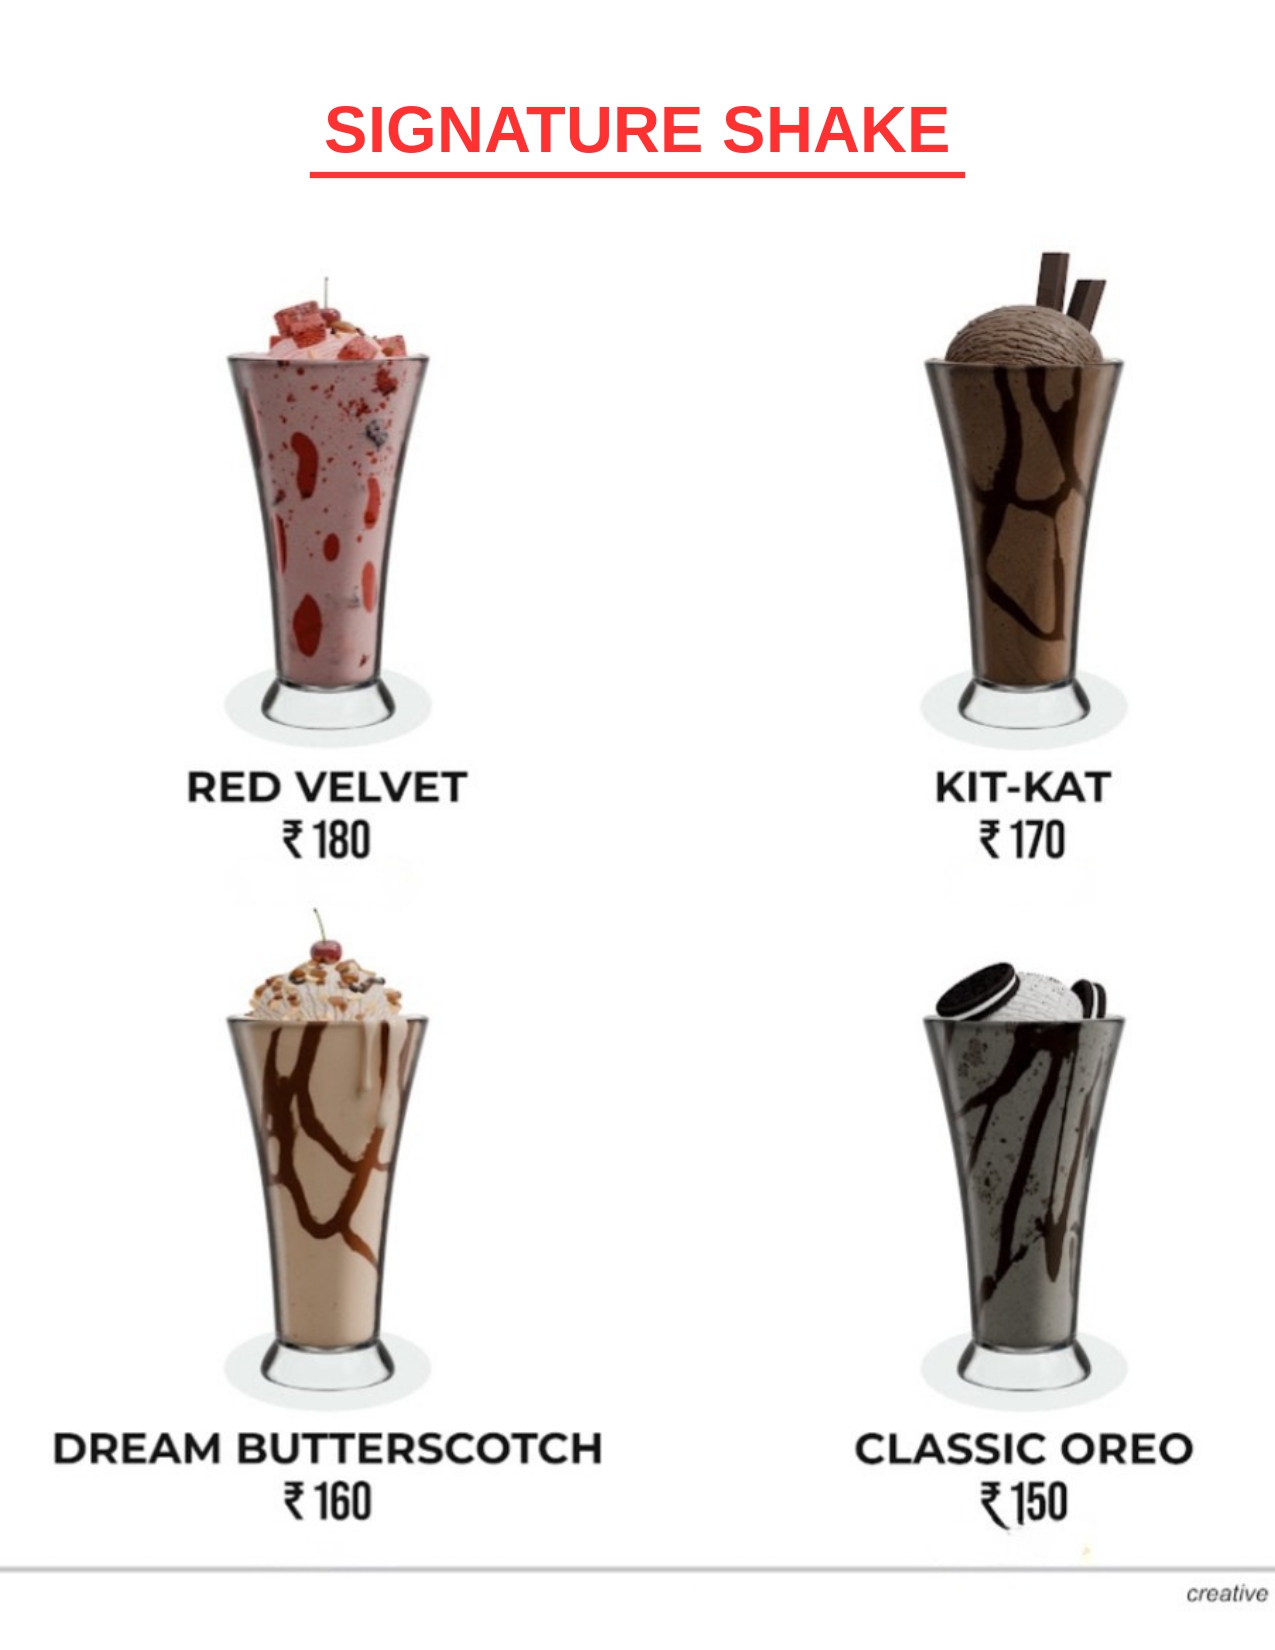 SIGNATURE SHAKE
RED VELVET
₹ 180
KIT-KAT
₹ 170
DREAM BUTTERSCOTCH
₹ 160
CLASSIC OREO
₹ 150
creative